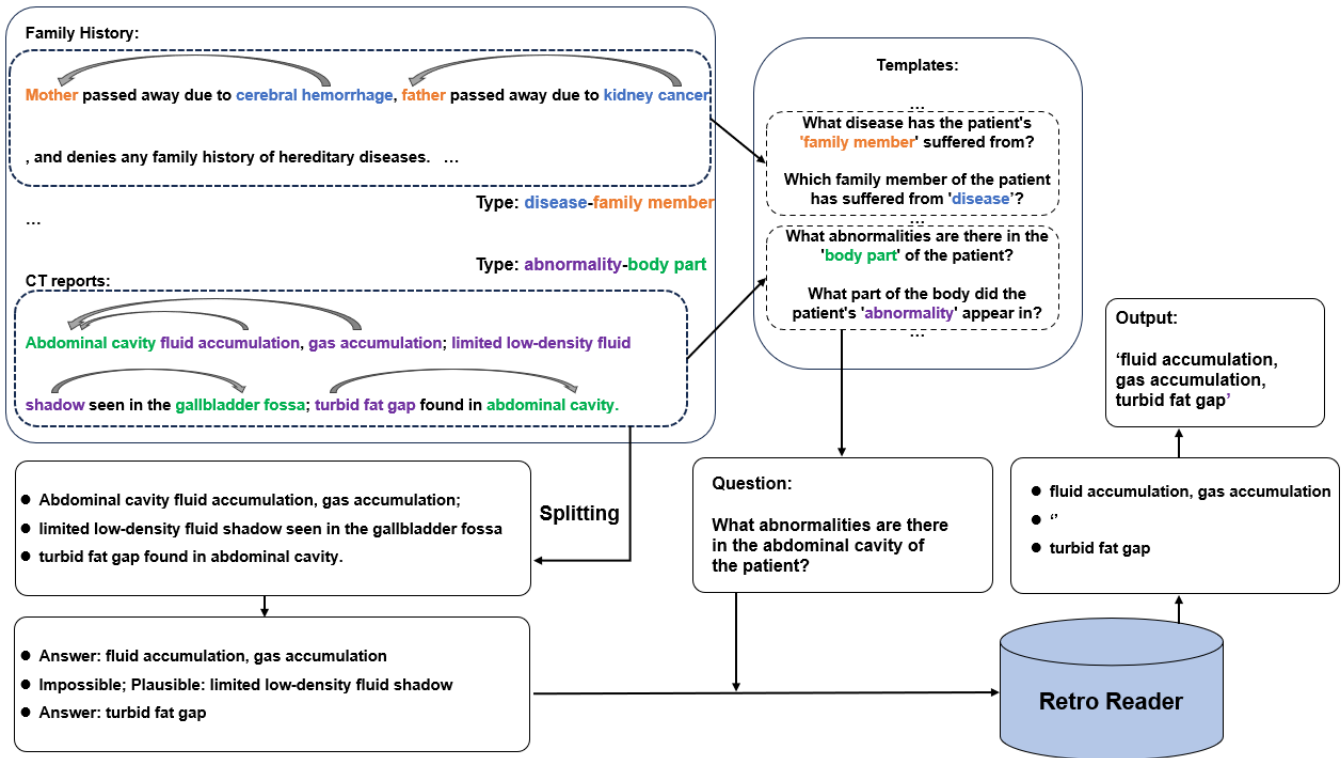 Family History:
Mother passed away due to cerebral hemorrhage, father passed away due to kidney cancer
, and denies any family history of hereditary diseases. ...
Type: disease-family member
...
Type: abnormality-body part
CT reports:
Abdominal cavity fluid accumulation, gas accumulation; limited low-density fluid
shadow seen in the gallbladder fossa; turbid fat gap found in abdominal cavity.
Templates:
...
What disease has the patient's
'family member' suffered from?
Which family member of the patient
has suffered from 'disease'?
...
What abnormalities are there in the
'body part' of the patient?
What part of the body did the
patient's 'abnormality' appear in?
...
● Abdominal cavity fluid accumulation, gas accumulation;
● limited low-density fluid shadow seen in the gallbladder fossa
● turbid fat gap found in abdominal cavity.
Splitting
● Answer: fluid accumulation, gas accumulation
● Impossible; Plausible: limited low-density fluid shadow
● Answer: turbid fat gap
Question:
What abnormalities are there
in the abdominal cavity of
the patient?
Retro Reader
● fluid accumulation, gas accumulation
● ‘’
● turbid fat gap
Output:
‘fluid accumulation,
gas accumulation,
turbid fat gap’